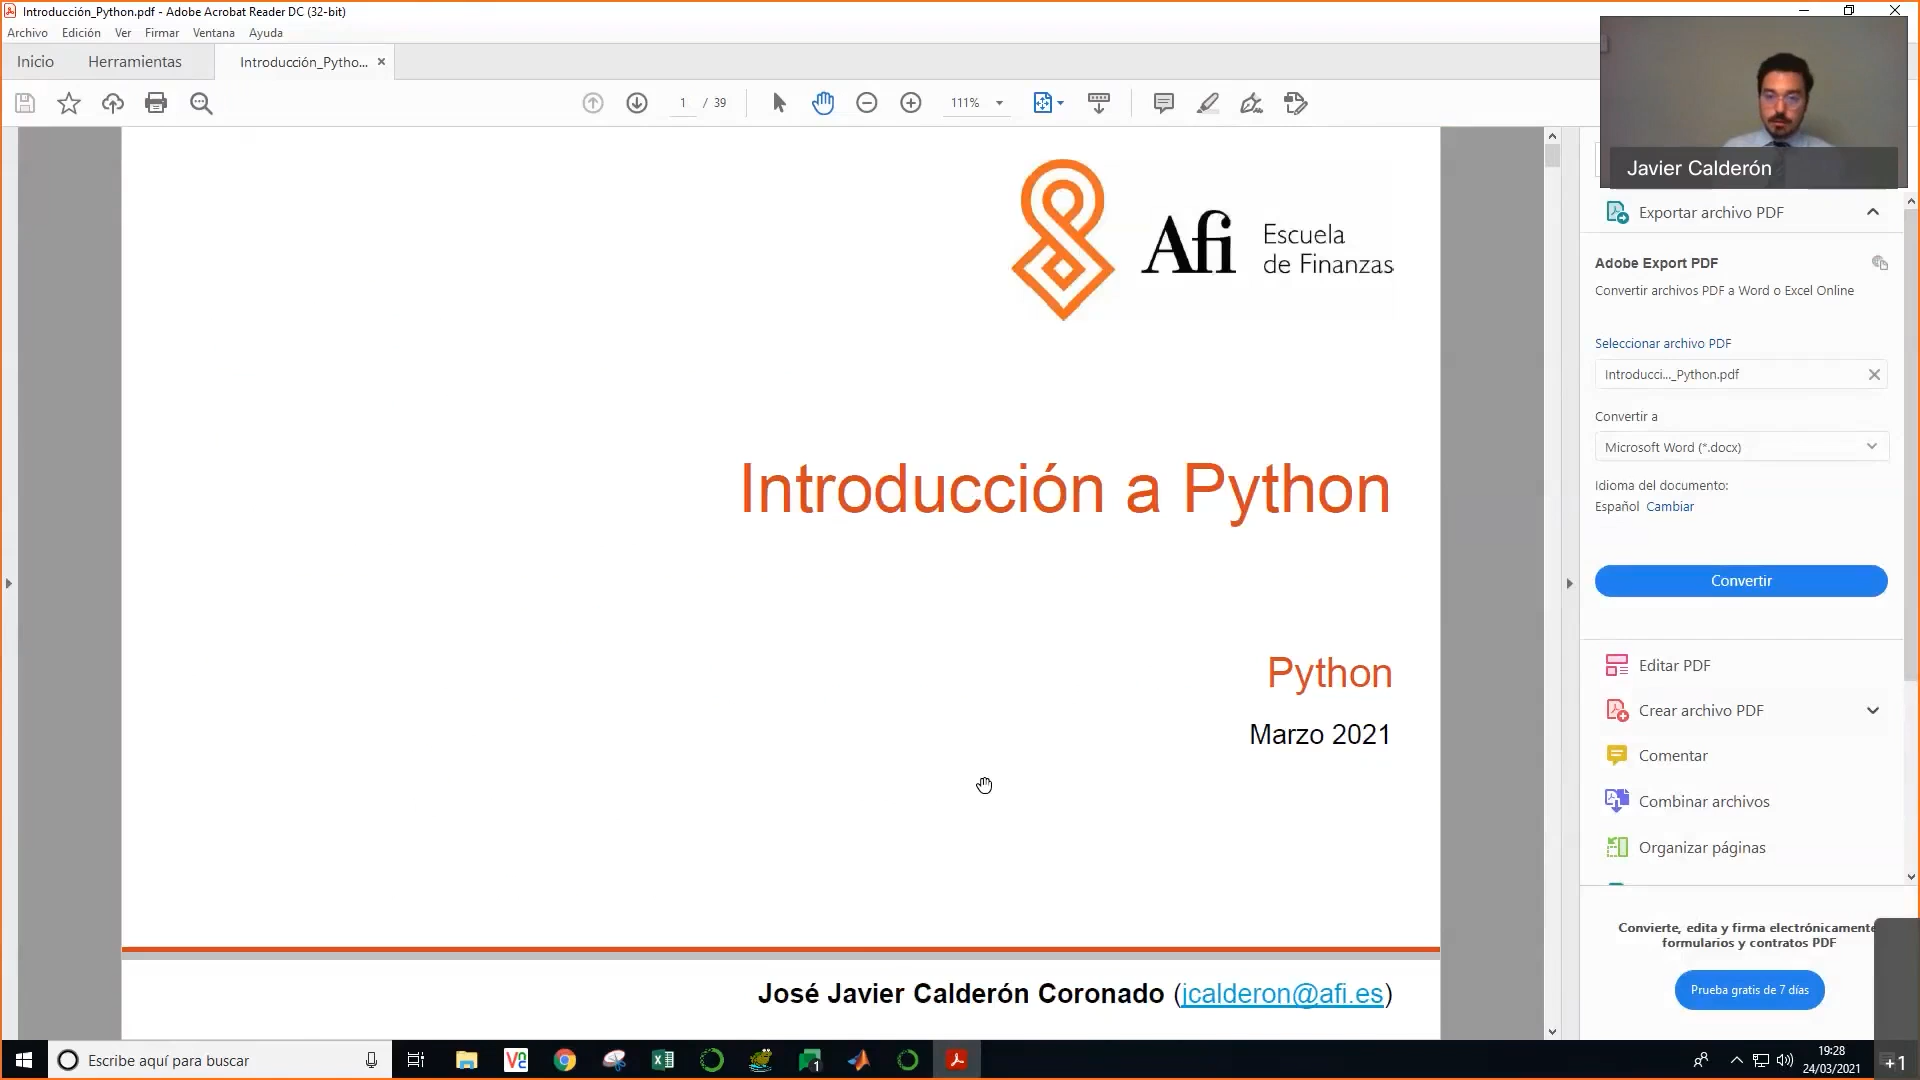 Introducción_Python.pdf - Adobe Acrobat Reader DC (32-bit)
Archivo Edición Ver Firmar Ventana Ayuda
Inicio Herramientas Introducción_Pytho... ×
1 / 39 111%
Javier Calderón
Afi Escuela
de Finanzas
Introducción a Python
Python
Marzo 2021
José Javier Calderón Coronado (jcalderon@afi.es)
Exportar archivo PDF
Adobe Export PDF
Convertir archivos PDF a Word o Excel Online
Seleccionar archivo PDF
Introducci..._Python.pdf
Convertir a
Microsoft Word (*.docx)
Idioma del documento:
Español Cambiar
Convertir
Editar PDF
Crear archivo PDF
Comentar
Combinar archivos
Organizar páginas
Convierte, edita y firma electrónicamente
formularios y contratos PDF
Prueba gratis de 7 días
Escribe aquí para buscar
19:28
24/03/2021
+1